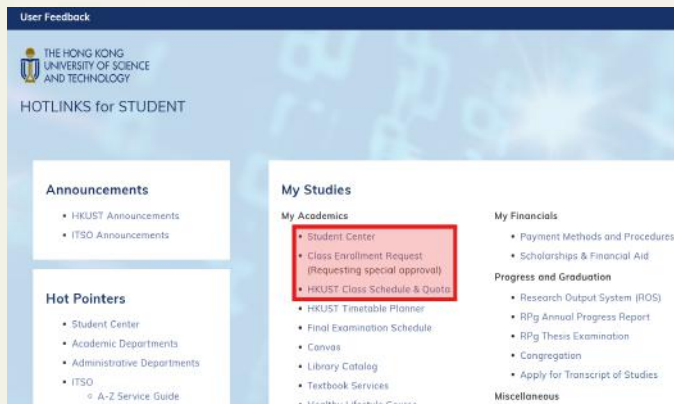 User Feedback
THE HONG KONG
UNIVERSITY OF SCIENCE
AND TECHNOLOGY
HOTLINKS for STUDENT
Announcements
HKUST Announcements
ITSO Announcements
Hot Pointers
Student Center
Academic Departments
Administrative Departments
ITSO
A-Z Service Guide
My Studies
My Academics
Student Center
Class Enrollment Request
(Requesting special approval)
HKUST Class Schedule & Quota
HKUST Timetable Planner
Final Examination Schedule
Canvas
Library Catalog
Textbook Services
Healthy Lifestyle Course
My Financials
Payment Methods and Procedures
Scholarships & Financial Aid
Progress and Graduation
Research Output System (ROS)
RPg Annual Progress Report
RPg Thesis Examination
Congregation
Apply for Transcript of Studies
Miscellaneous